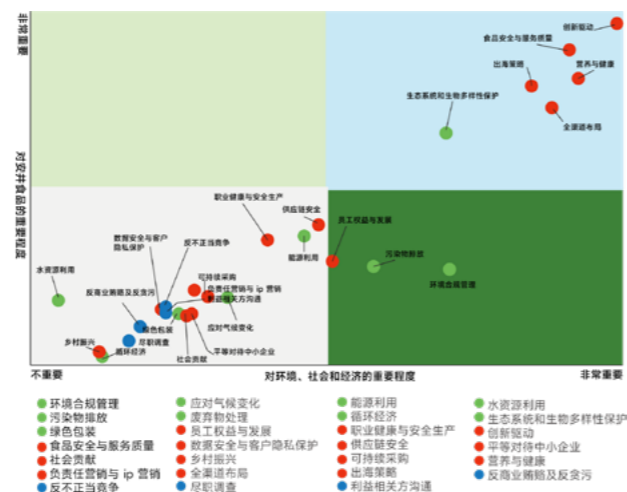 非常重要
对安井食品的重要程度
创新驱动
食品安全与服务质量
出海策略
营养与健康
生态系统和生物多样性保护
全渠道布局
职业健康与安全生产
供应链安全
员工权益与发展
数据安全与客户
隐私保护
反不正当竞争
能源利用
污染物排放
水资源利用
可持续采购
环境合规管理
反商业贿赂及反贪污
负责任营销与 ip 营销
利益相关方沟通
绿色包装
应对气候变化
乡村振兴
尽职调查
循环经济
平等对待中小企业
社会贡献
不重要
对环境、社会和经济的重要程度
非常重要
环境合规管理
污染物排放
绿色包装
食品安全与服务质量
社会贡献
负责任营销与 ip 营销
反不正当竞争
应对气候变化
废弃物处理
员工权益与发展
数据安全与客户隐私保护
乡村振兴
全渠道布局
尽职调查
能源利用
循环经济
职业健康与安全生产
供应链安全
可持续采购
出海策略
利益相关方沟通
水资源利用
生态系统和生物多样性保护
创新驱动
平等对待中小企业
营养与健康
反商业贿赂及反贪污